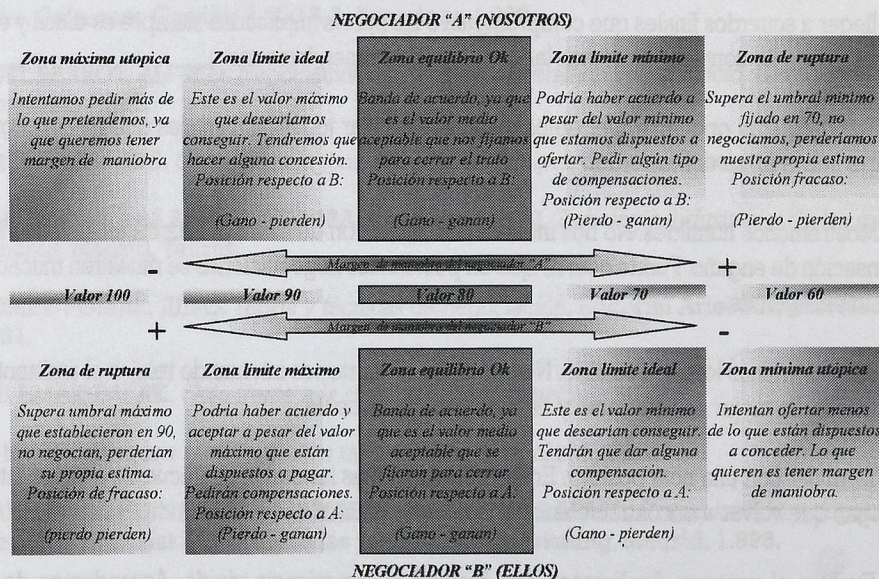 NEGOCIADOR "A" (NOSOTROS)
Zona máxima utopica
Intentamos pedir más de
lo que pretendemos, ya
que queremos tener
margen de maniobra
Zona límite ideal
Este es el valor máximo
que desearíamos
conseguir. Tendremos que
hacer alguna concesión.
Posición respecto a B:
(Gano - pierden)
Zona equilibrio Ok
Banda de acuerdo, ya que
es el valor medio
aceptable que nos fijamos
para cerrar el trato
Posición respecto a B:
(Gano - ganan)
Zona límite mínimo
Podría haber acuerdo a
pesar del valor mínimo
que estamos dispuestos a
ofertar. Pedir algún tipo
de compensaciones.
Posición respecto a B:
(Pierdo - ganan)
Zona de ruptura
Supera el umbral mínimo
fijado en 70, no
negociamos, perderíamos
nuestra propia estima
Posición fracaso:
(Pierdo - pierden)
- Margen de maniobra del negociador "A" +
Valor 100 Valor 90 Valor 80 Valor 70 Valor 60
+ Margen de maniobra del negociador "B" -
Zona de ruptura
Supera umbral máximo
que establecieron en 90,
no negocian, perderían
su propia estima.
Posición de fracaso:
(pierdo pierden)
Zona límite máximo
Podría haber acuerdo y
aceptar a pesar del valor
máximo que están
dispuestos a pagar.
Pedirán compensaciones.
Posición respecto a A:
(Pierdo - ganan)
Zona equilibrio Ok
Banda de acuerdo, ya
que es el valor medio
aceptable que se
fijaron para cerrar
Posición respecto a A:
(Gano - ganan)
Zona límite ideal
Este es el valor mínimo
que desearían conseguir.
Tendrán que dar alguna
compensación.
Posición respecto a A:
(Gano - pierden)
Zona mínima utópica
Intentan ofertar menos
de lo que están dispuestos
a conceder. Lo que
quieren es tener margen
de maniobra.
NEGOCIADOR "B" (ELLOS)